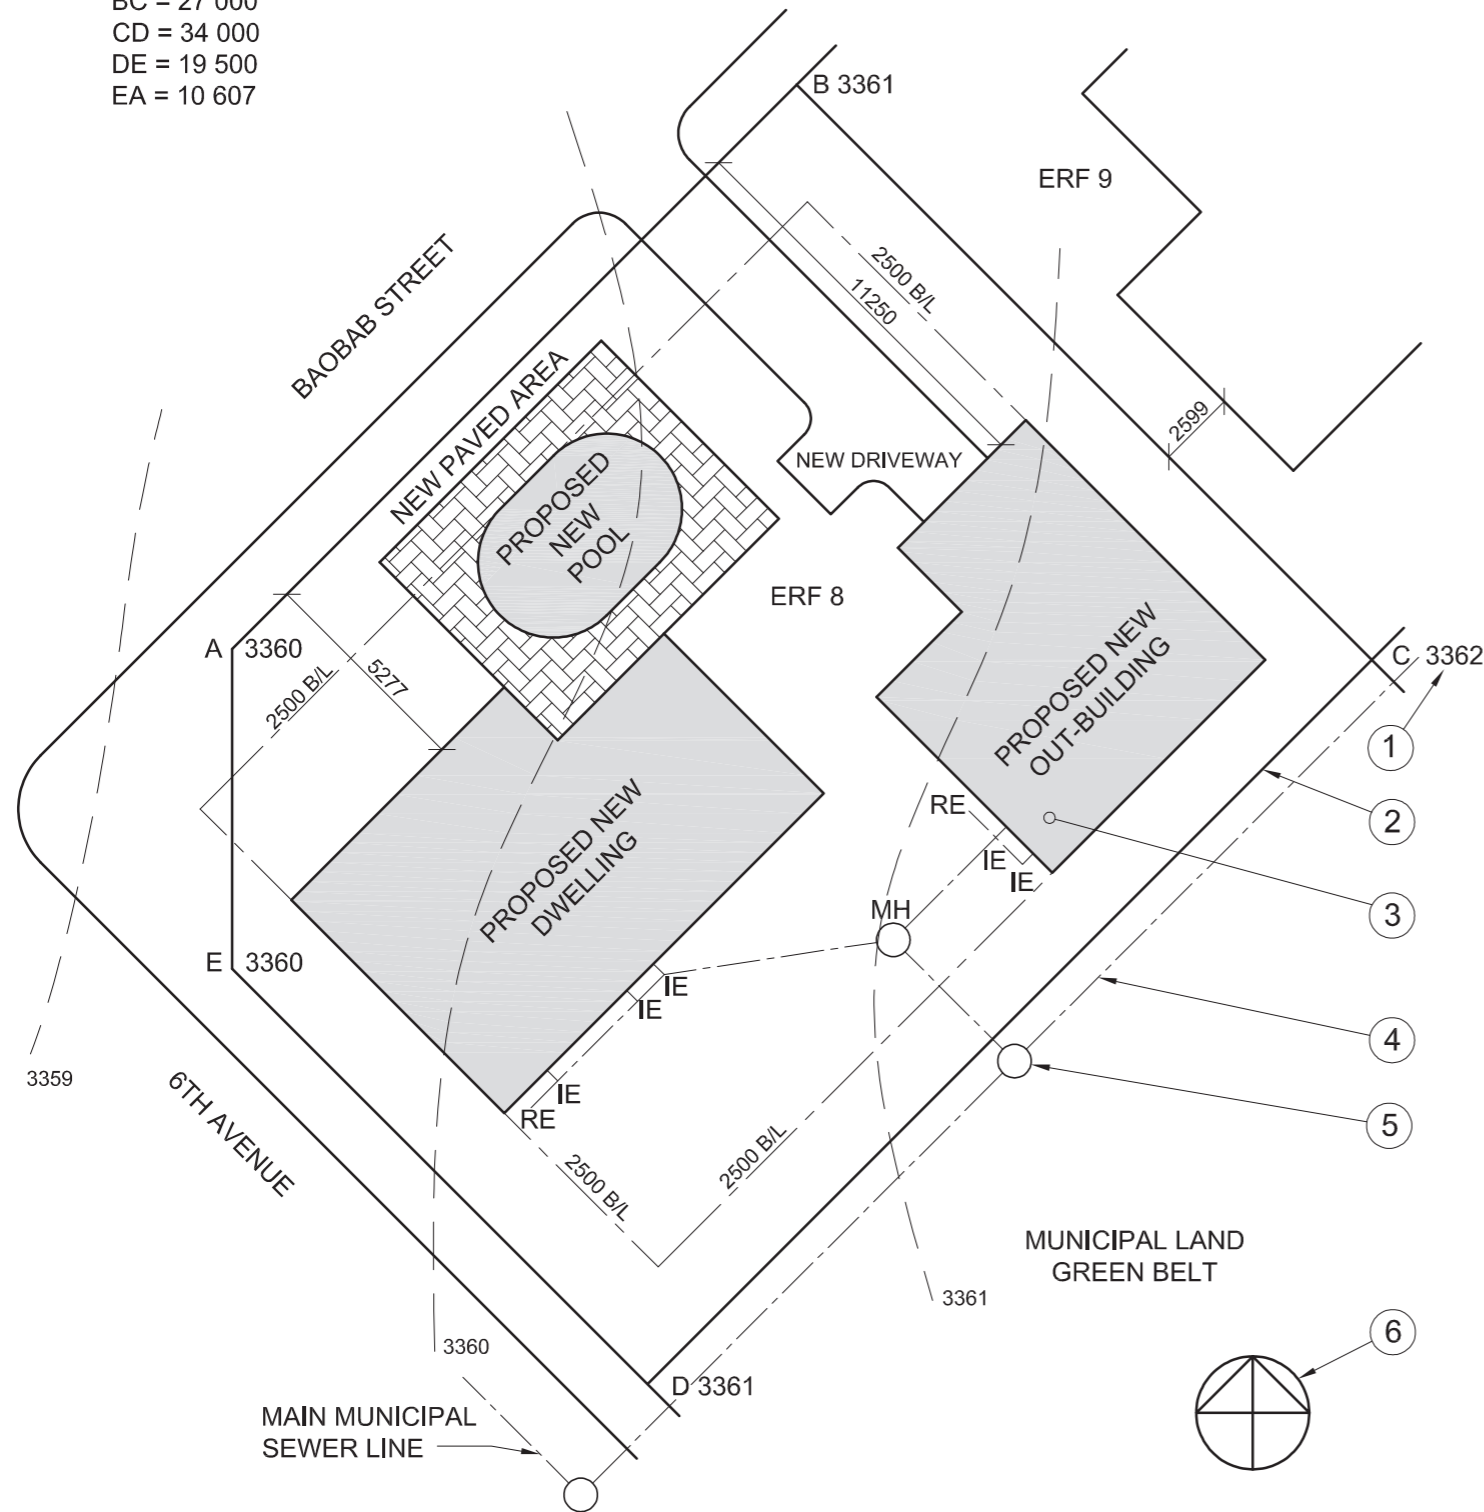 BC = 27 000
CD = 34 000
DE = 19 500
EA = 10 607
B 3361
ERF 9
BAOBAB STREET
2500 B/L
11250
NEW PAVED AREA
2599
NEW DRIVEWAY
PROPOSED
NEW
POOL
ERF 8
A 3360
5277
2500 B/L
PROPOSED NEW
OUT-BUILDING
C 3362
1
2
3
4
5
6
RE
IE
IE
MH
PROPOSED NEW
DWELLING
E 3360
IE
IE
IE
RE
3359
6TH AVENUE
2500 B/L
2500 B/L
MUNICIPAL LAND
GREEN BELT
3361
3360
D 3361
MAIN MUNICIPAL
SEWER LINE